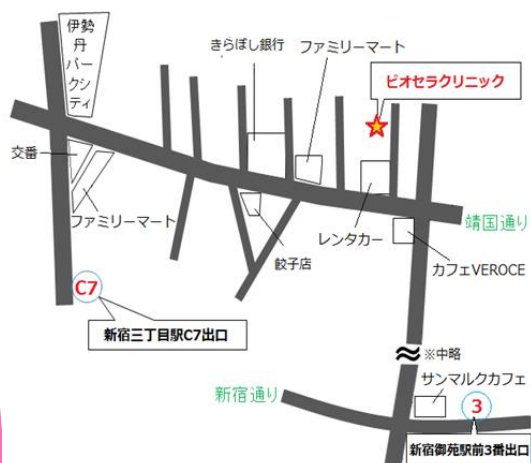 伊勢
丹
パー
クシ
ティ
きらぼし銀行
ファミリーマート
ビオセラクリニック
交番
ファミリーマート
餃子店
レンタカー
靖国通り
カフェVEROCE
C7
新宿三丁目駅C7出口
※中略
サンマルクカフェ
新宿通り
3
新宿御苑駅前3番出口